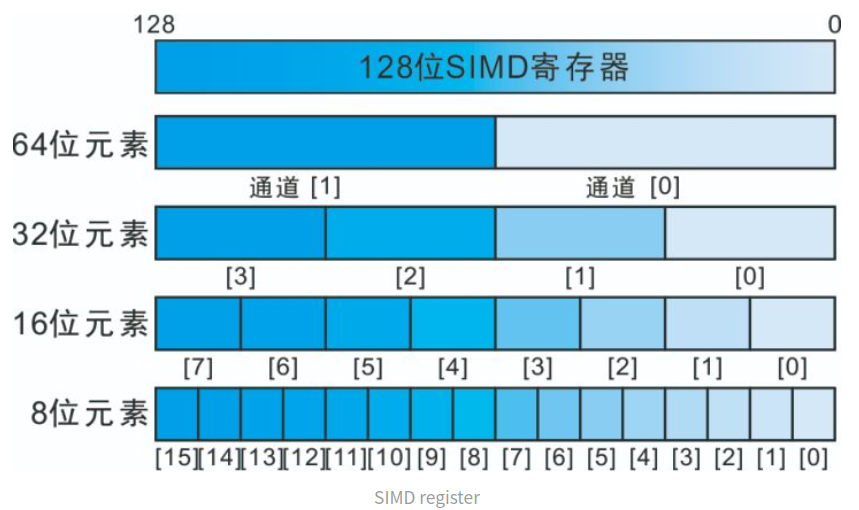 128 0
128位SIMD寄存器
64位元素
通道 [1] 通道 [0]
32位元素
[3] [2] [1] [0]
16位元素
[7] [6] [5] [4] [3] [2] [1] [0]
8位元素
[15][14][13][12][11][10] [9] [8] [7] [6] [5] [4] [3] [2] [1] [0]
SIMD register